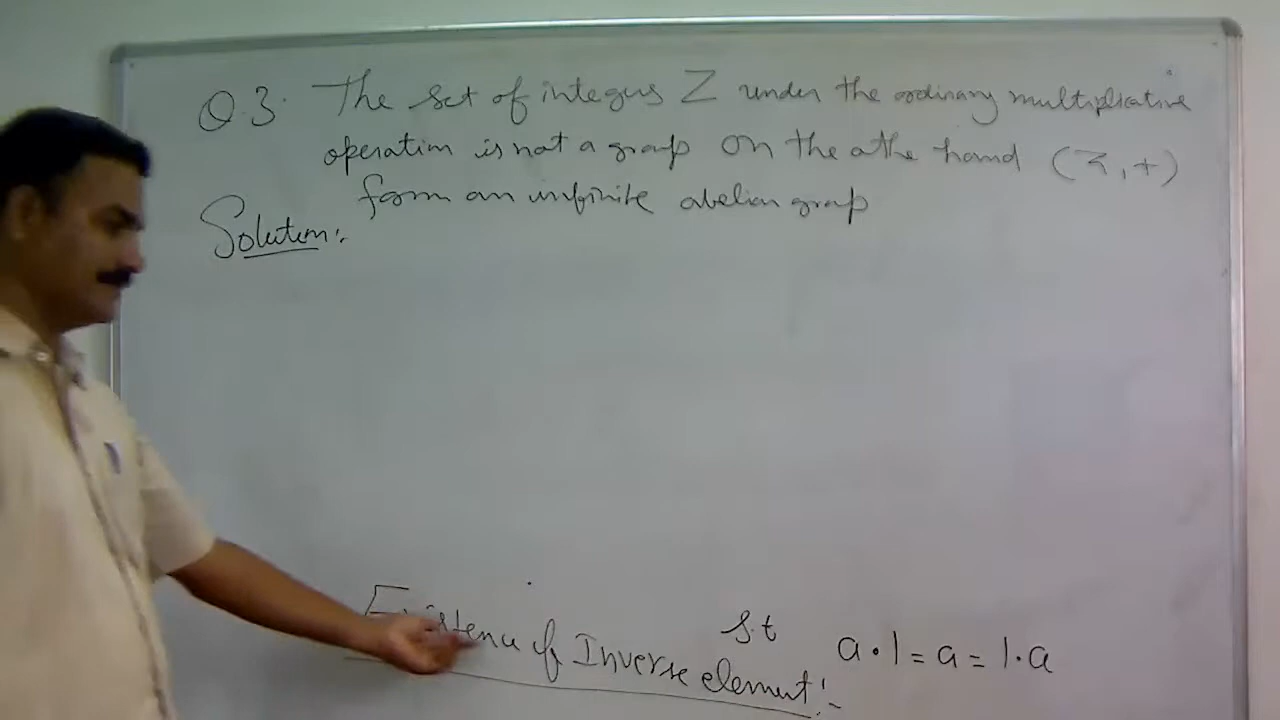 Q.3. The set of integers Z under the ordinary multiplicative
operation is not a group on the othe hand (Z, +)
form an infinite abelian group
Solution:
s.t a·1 = a = 1·a
Existence of Inverse element:-